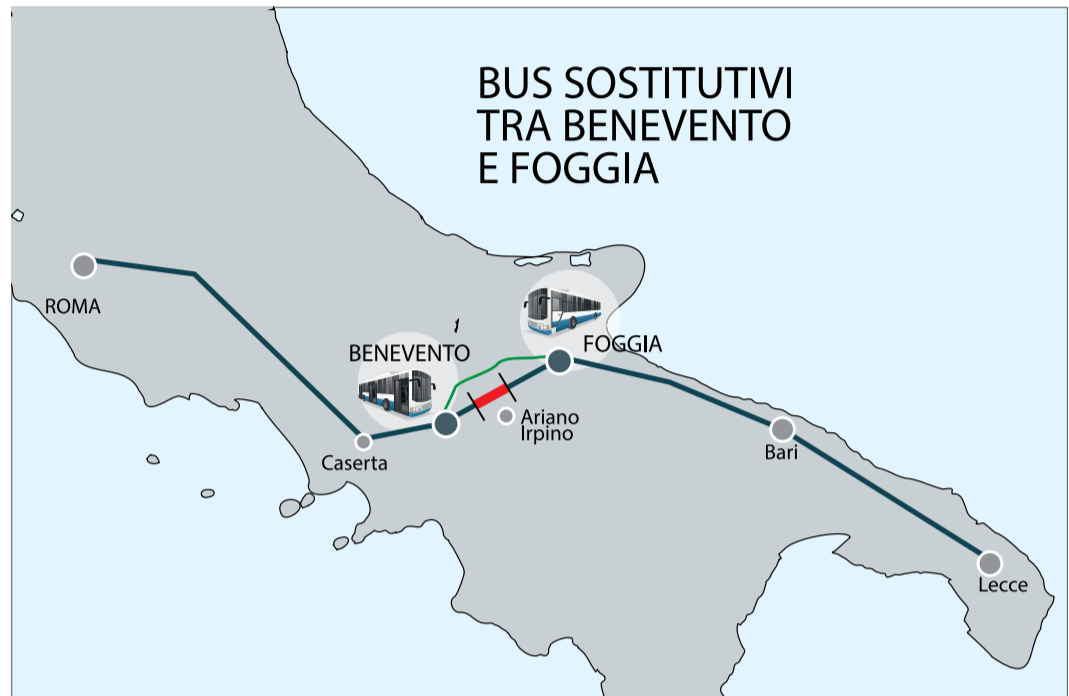 BUS SOSTITUTIVI
TRA BENEVENTO
E FOGGIA
ROMA
BENEVENTO
FOGGIA
Ariano
Irpino
Caserta
Bari
Lecce